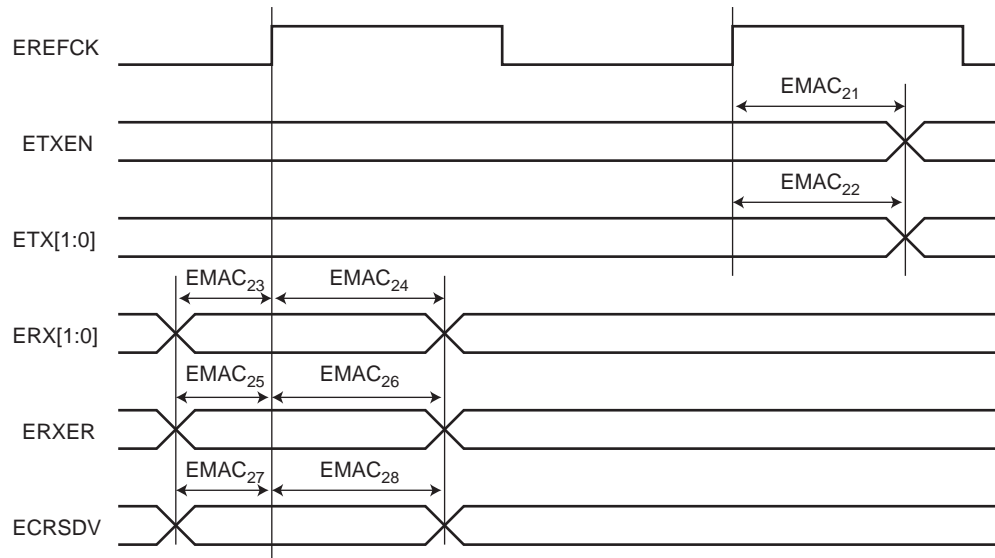 EREFCK
EMAC21
ETXEN
EMAC22
ETX[1:0]
EMAC23 EMAC24
ERX[1:0]
EMAC25 EMAC26
ERXER
EMAC27 EMAC28
ECRSDV